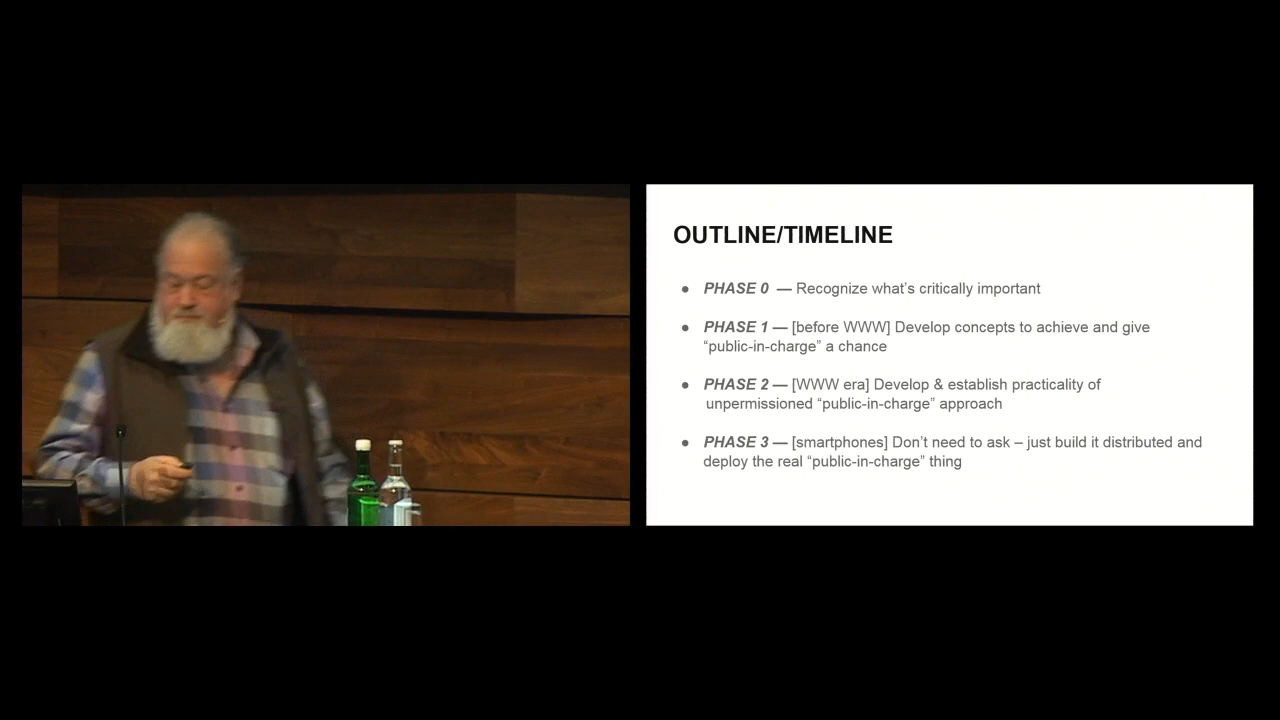 OUTLINE/TIMELINE
● PHASE 0 — Recognize what’s critically important
● PHASE 1 — [before WWW] Develop concepts to achieve and give
“public-in-charge” a chance
● PHASE 2 — [WWW era] Develop & establish practicality of
unpermissioned “public-in-charge” approach
● PHASE 3 — [smartphones] Don’t need to ask – just build it distributed and
deploy the real “public-in-charge” thing